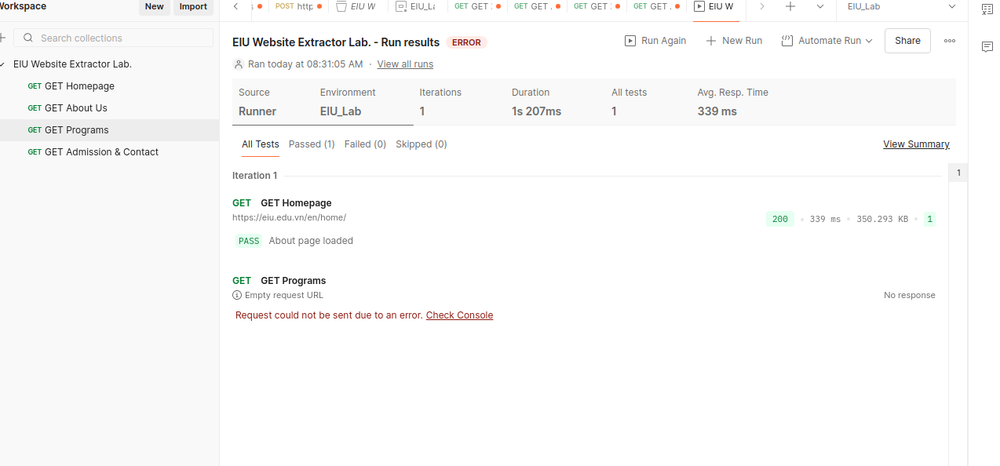 Workspace New Import
Search collections
EIU Website Extractor Lab.
GET GET Homepage
GET GET About Us
GET GET Programs
GET GET Admission & Contact
POST http EIU W EIU_La GET GET GET GET . GET GET GET GET . EIU W EIU_Lab
EIU Website Extractor Lab. - Run results ERROR
Run Again New Run Automate Run Share
Ran today at 08:31:05 AM · View all runs
Source Environment Iterations Duration All tests Avg. Resp. Time
Runner EIU_Lab 1 1s 207ms 1 339 ms
All Tests Passed (1) Failed (0) Skipped (0) View Summary
Iteration 1
1
GET GET Homepage
https://eiu.edu.vn/en/home/
200 • 339 ms • 350.293 KB • 1
PASS About page loaded
GET GET Programs
Empty request URL No response
Request could not be sent due to an error. Check Console